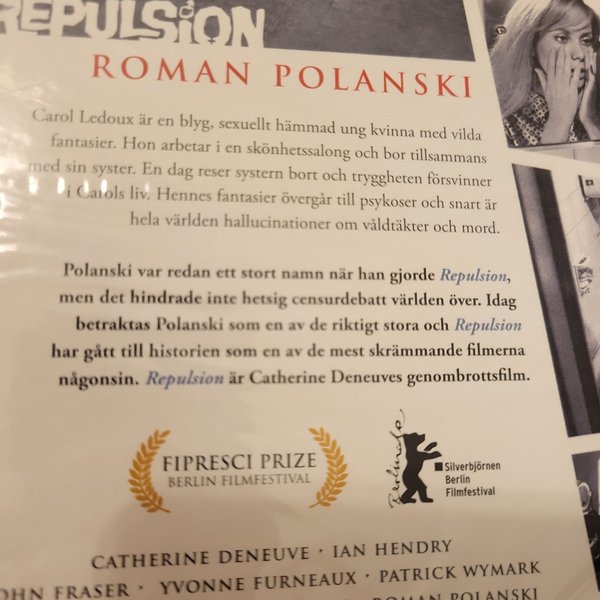 REPULSION
ROMAN POLANSKI
Carol Ledoux är en blyg, sexuellt hämmad ung kvinna med vilda
fantasier. Hon arbetar i en skönhetssalong och bor tillsammans
med sin syster. En dag reser systern bort och tryggheten försvinner
i Carols liv. Hennes fantasier övergår till psykoser och snart är
hela världen hallucinationer om våldtäkter och mord.
Polanski var redan ett stort namn när han gjorde Repulsion,
men det hindrade inte hetsig censurdebatt världen över. Idag
betraktas Polanski som en av de riktigt stora och Repulsion
har gått till historien som en av de mest skrämmande filmerna
någonsin. Repulsion är Catherine Deneuves genombrottsfilm.
FIPRESCI PRIZE
BERLIN FILMFESTIVAL
Berlinale
Silverbjörnen
Berlin
Filmfestival
CATHERINE DENEUVE · IAN HENDRY
OHN FRASER · YVONNE FURNEAUX · PATRICK WYMARK
ROMAN POLANSKI